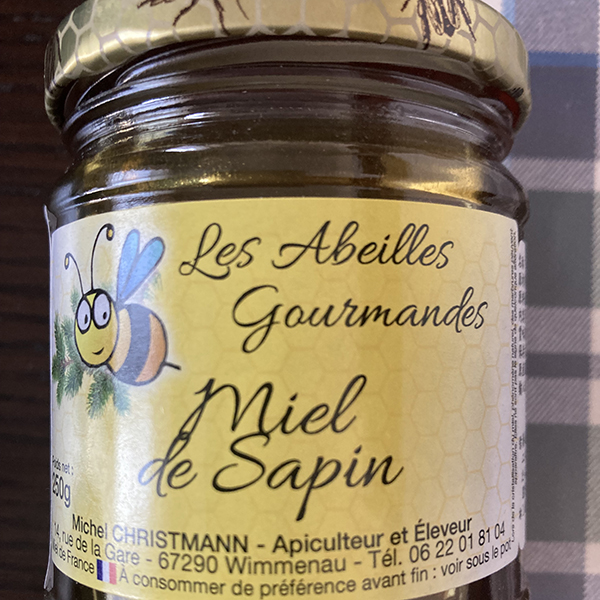 Les Abeilles
Gourmandes
Miel
de Sapin
Poids net :
250g
Michel CHRISTMANN - Apiculteur et Éleveur
14, rue de la Gare - 67290 Wimmenau - Tél. 06 22 01 81 04
de France À consommer de préférence avant fin : voir sous le pot